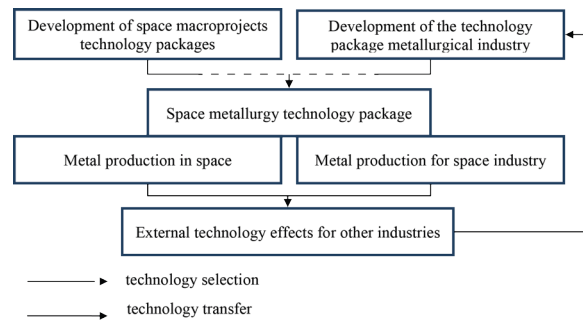 Development of space macroprojects
technology packages
Development of the technology
package metallurgical industry
Space metallurgy technology package
Metal production in space
Metal production for space industry
External technology effects for other industries
technology selection
technology transfer